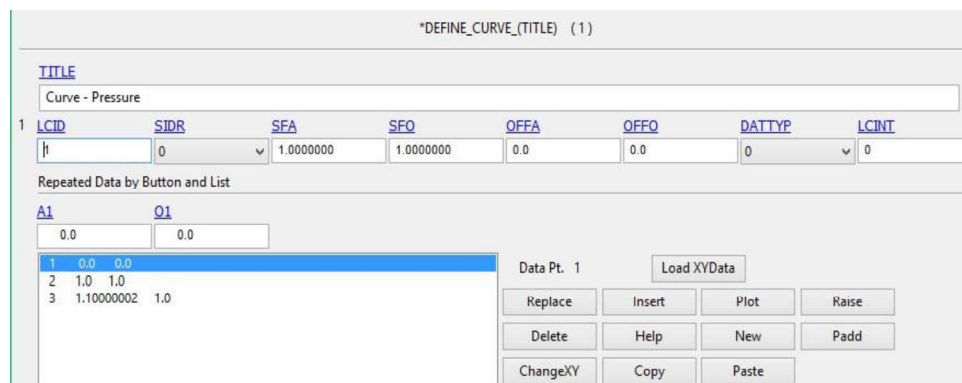 *DEFINE_CURVE_(TITLE) (1)
TITLE
Curve - Pressure
1 LCID SIDR SFA SFO OFFA OFFO DATTYP LCINT
1 0 1.0000000 1.0000000 0.0 0.0 0 0
Repeated Data by Button and List
A1 O1
0.0 0.0
1 0.0 0.0
2 1.0 1.0
3 1.10000002 1.0
Data Pt. 1 Load XYData
Replace Insert Plot Raise
Delete Help New Padd
ChangeXY Copy Paste